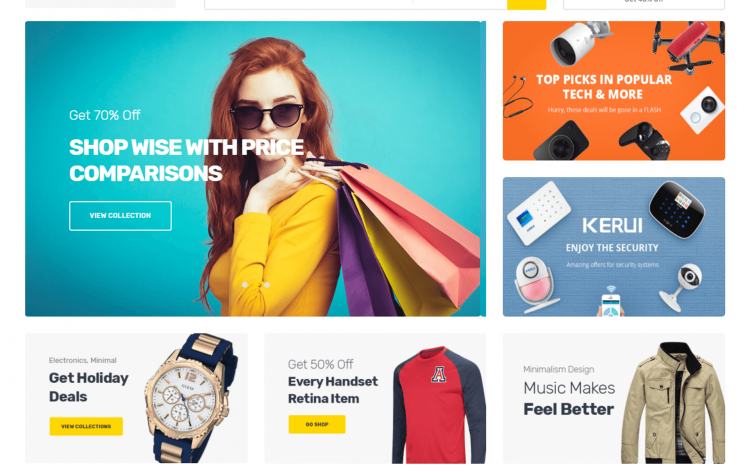 Get 70% Off
SHOP WISE WITH PRICE
COMPARISONS
VIEW COLLECTION
TOP PICKS IN POPULAR
TECH & MORE
Hurry, these deals will be gone in a FLASH
KERUI
ENJOY THE SECURITY
Amazing offers for security systems
Electronics, Minimal
Get Holiday
Deals
VIEW COLLECTIONS
GUESS
Get 50% Off
Every Handset
Retina Item
GO SHOP
A
Minimalism Design
Music Makes
Feel Better